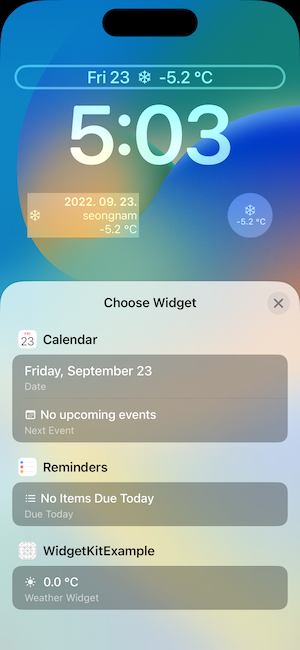 Fri 23 ❄ -5.2 °C
5:03
2022. 09. 23.
seongnam
-5.2 °C
-5.2 °C
Choose Widget
FRI
23
Calendar
Friday, September 23
Date
No upcoming events
Next Event
Reminders
No Items Due Today
Due Today
WidgetKitExample
0.0 °C
Weather Widget